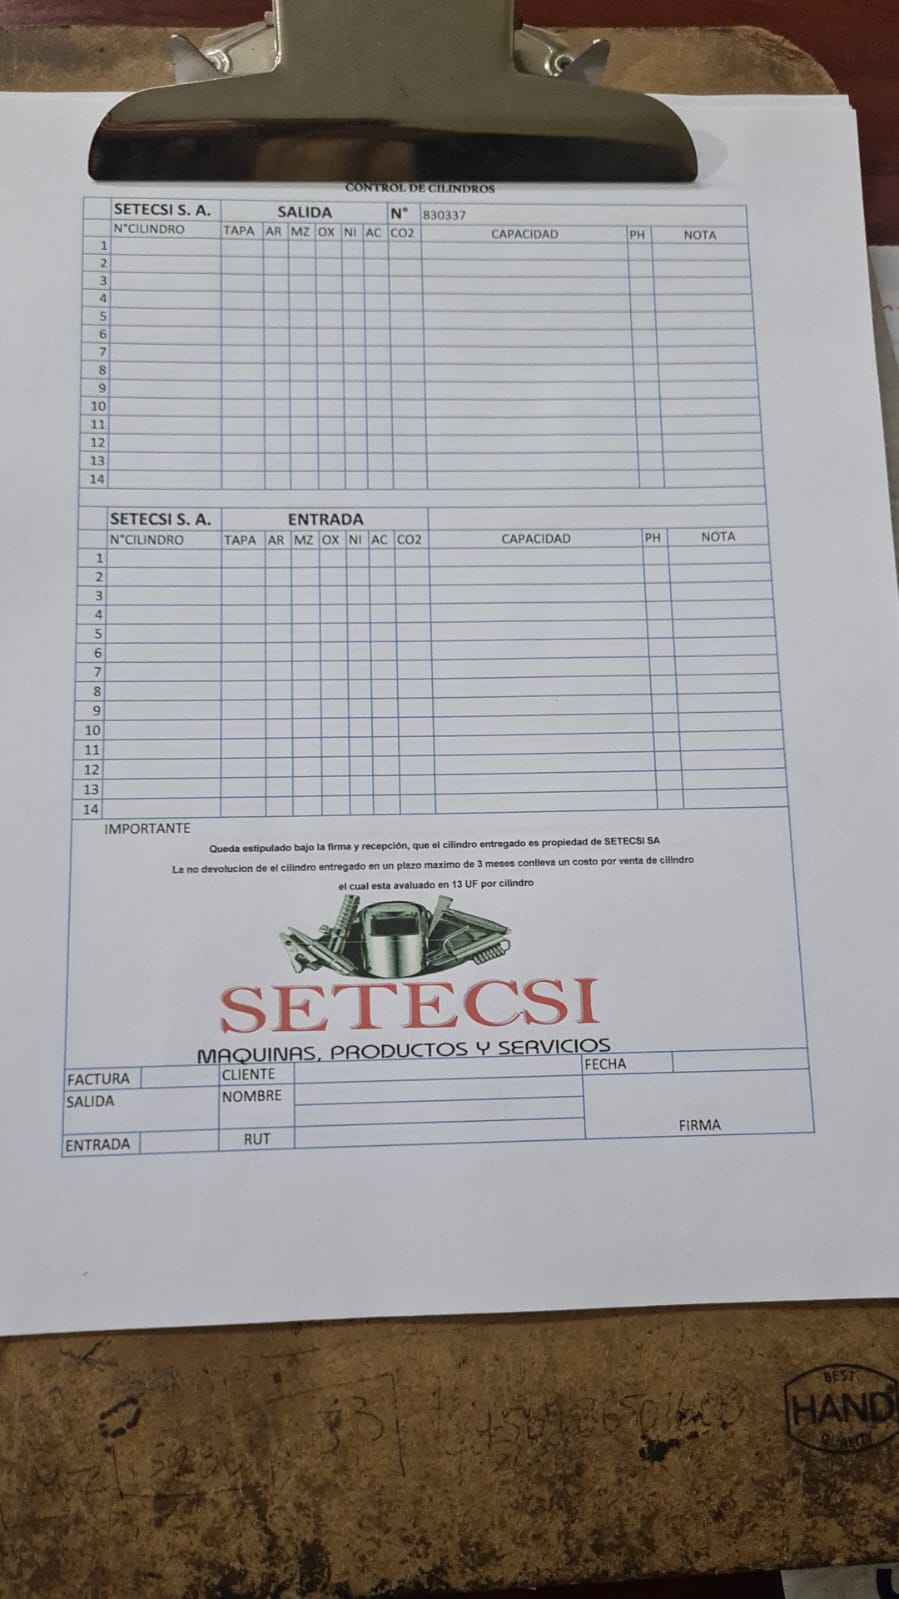 CONTROL DE CILINDROS
SETECSI S. A. SALIDA N° 830337
N°CILINDRO TAPA AR MZ OX NI AC CO2 CAPACIDAD PH NOTA
1
2
3
4
5
6
7
8
9
10
11
12
13
14
SETECSI S. A. ENTRADA
N°CILINDRO TAPA AR MZ OX NI AC CO2 CAPACIDAD PH NOTA
1
2
3
4
5
6
7
8
9
10
11
12
13
14
IMPORTANTE
Queda estipulado bajo la firma y recepción, que el cilindro entregado es propiedad de SETECSI SA
La no devolucion de el cilindro entregado en un plazo maximo de 3 meses conlleva un costo por venta de cilindro
el cual esta avaluado en 13 UF por cilindro
SETECSI
MAQUINAS, PRODUCTOS Y SERVICIOS
FACTURA CLIENTE FECHA
SALIDA NOMBRE
ENTRADA RUT FIRMA
BEST
HAND
QUALITY